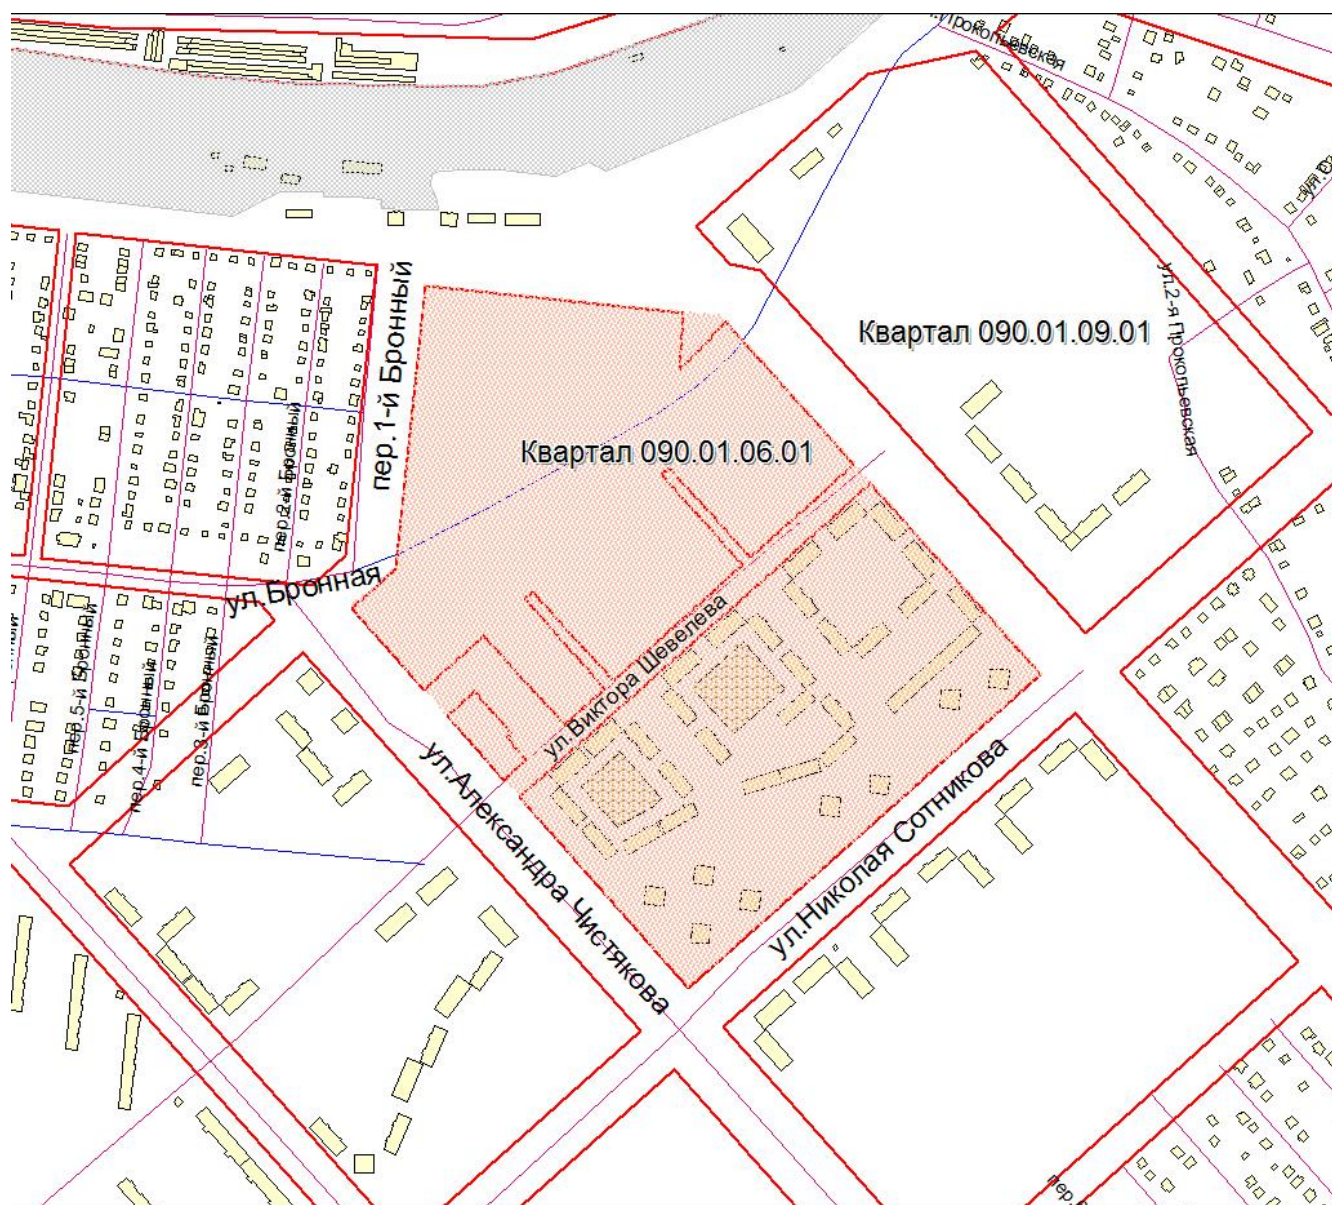 Прокопьевская
пер.1-й Бронный
Квартал 090.01.09.01
ул.2-я Прокопьевская
Квартал 090.01.06.01
пер.2-й Бронный
ул.Бронная
пер.5-й Бронный
пер.4-й Бронный
пер.3-й Бронный
ул.Виктора Шевелева
ул.Александра Чистякова
ул.Николая Сотникова
пер.